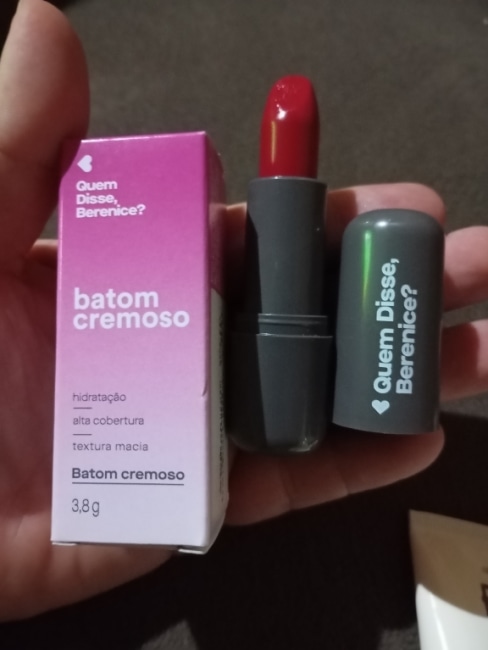 Quem
Disse,
Berenice?
batom
cremoso
hidratação
alta cobertura
textura macia
Batom cremoso
3,8g
Quem Disse,
Berenice?